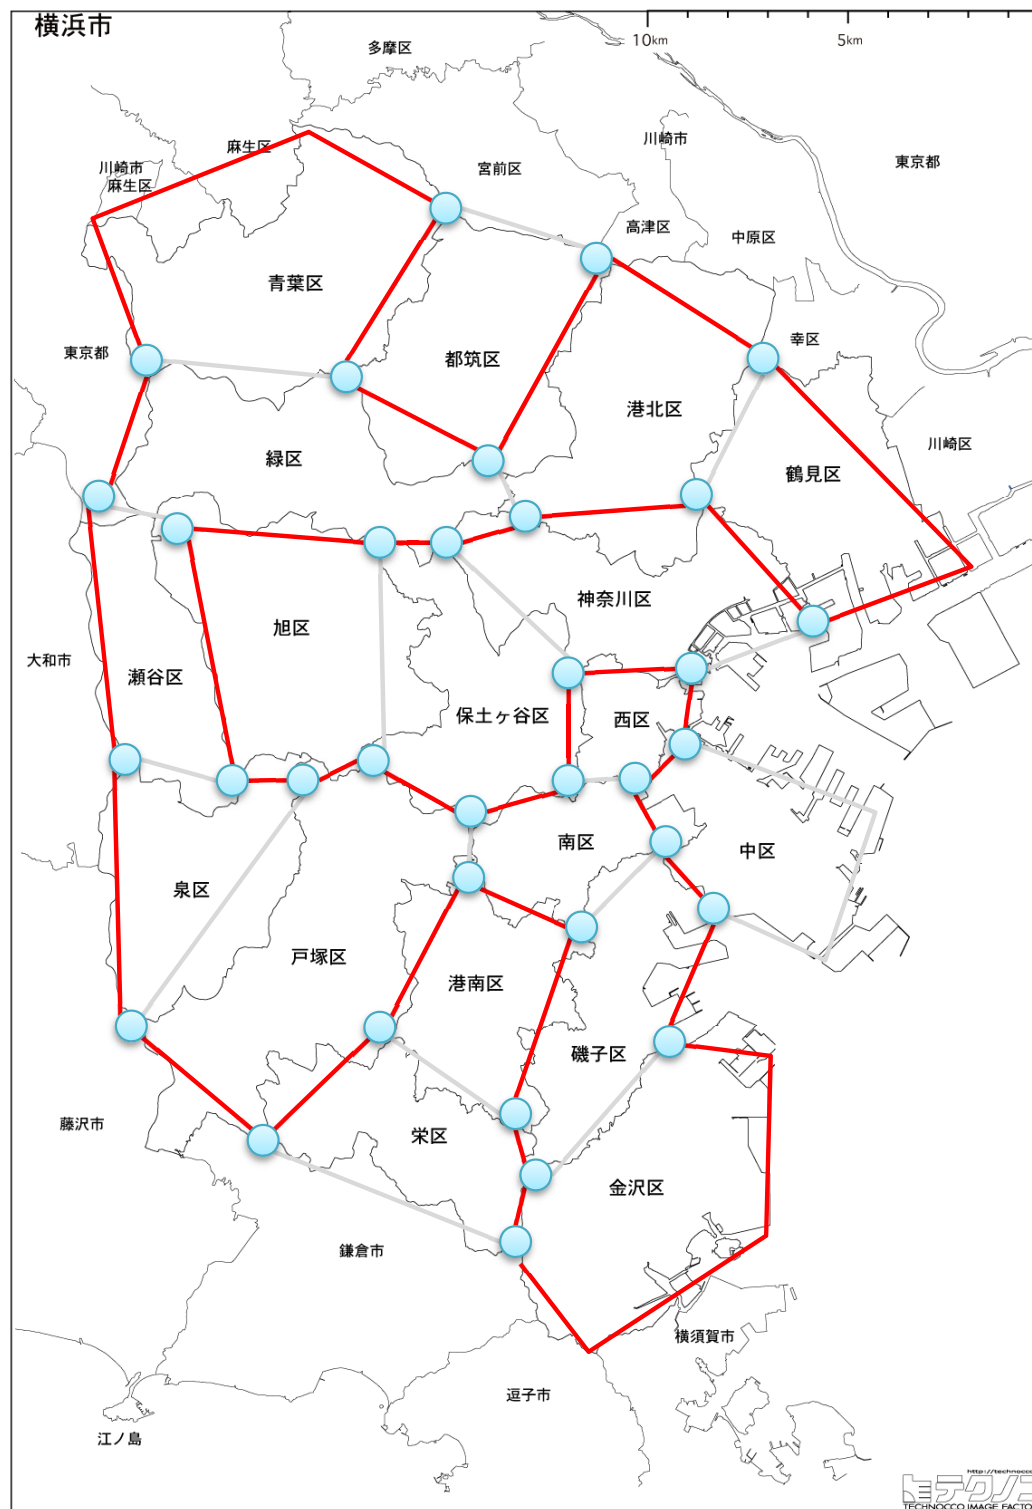 横浜市
10km
5km
多摩区
麻生区
川崎市
麻生区
宮前区
川崎市
東京都
高津区
中原区
青葉区
東京都
都筑区
幸区
港北区
川崎区
緑区
鶴見区
神奈川区
旭区
大和市
瀬谷区
保土ヶ谷区
西区
南区
中区
泉区
戸塚区
港南区
磯子区
藤沢市
栄区
金沢区
鎌倉市
横須賀市
逗子市
江ノ島
http://technocco
テクノコ
TECHNOCCO IMAGE FACTO